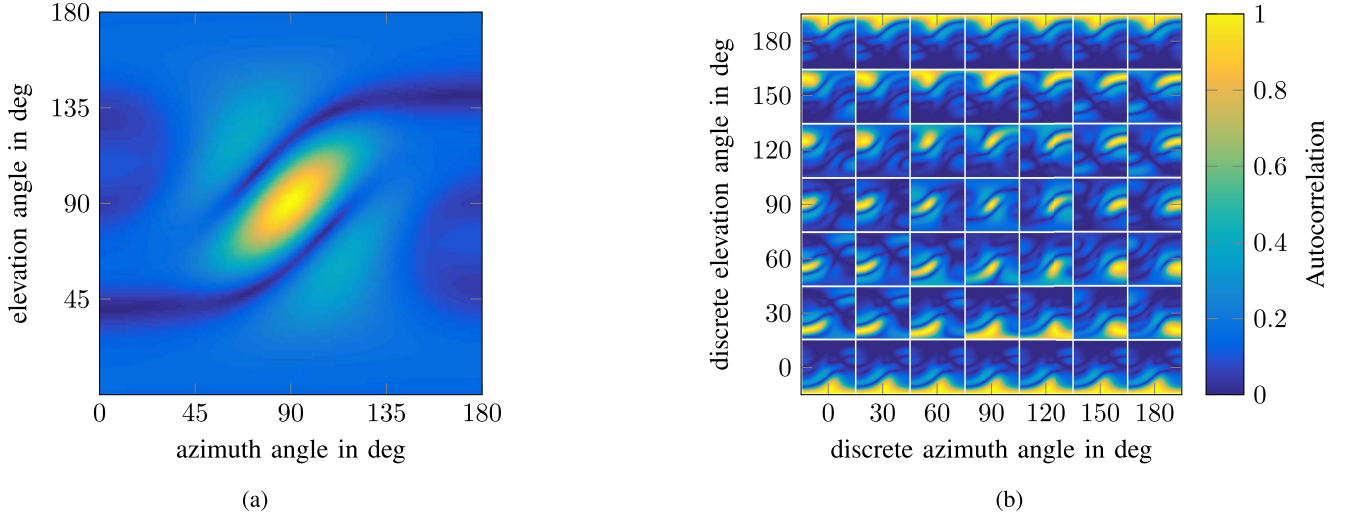 180
135
90
45
0 45 90 135 180
elevation angle in deg
azimuth angle in deg
(a)
180
150
120
90
60
30
0
0 30 60 90 120 150 180
discrete elevation angle in deg
discrete azimuth angle in deg
1
0.8
0.6
0.4
0.2
0
Autocorrelation
(b)